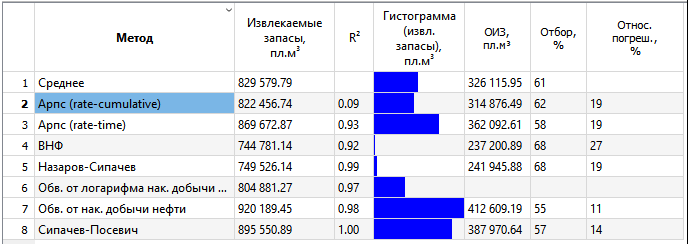 Метод Извлекаемые запасы, пл.м³ R² Гистограмма (извл. запасы), пл.м³ ОИЗ, пл.м³ Отбор, % Относ. погреш., %
1 Среднее 829 579.79 326 115.95 61
2 Арпс (rate-cumulative) 822 456.74 0.09 314 876.49 62 19
3 Арпс (rate-time) 869 672.87 0.93 362 092.61 58 19
4 ВНФ 744 781.14 0.92 237 200.89 68 27
5 Назаров-Сипачев 749 526.14 0.99 241 945.88 68 19
6 Обв. от логарифма нак. добычи ... 804 881.27 0.97
7 Обв. от нак. добычи нефти 920 189.45 0.98 412 609.19 55 11
8 Сипачев-Посевич 895 550.89 1.00 387 970.64 57 14